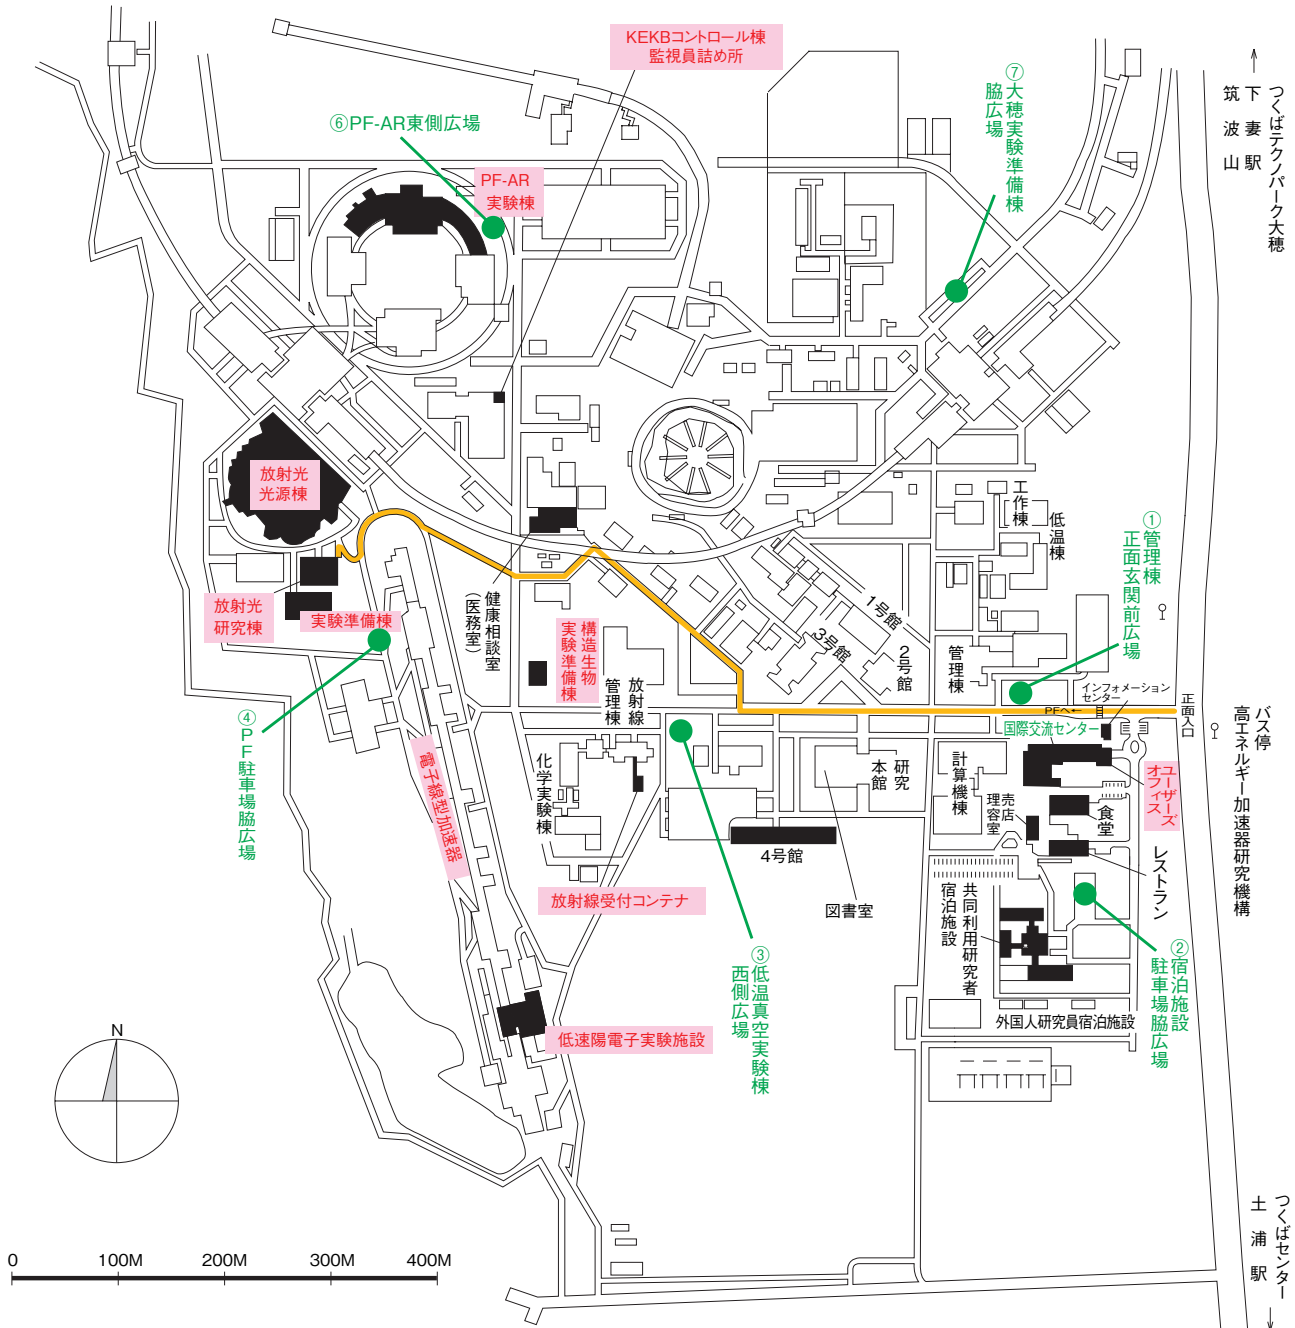 KEKBコントロール棟
監視員詰め所
⑦大穂実験準備棟
脇広場
つくばテクノパーク大穂
下妻駅
筑波山
⑥PF-AR東側広場
PF-AR
実験棟
放射光
光源棟
工作棟
低温棟
①管理棟
正面玄関前広場
放射光
研究棟
実験準備棟
健康相談室
(医務室)
構造生物
実験準備棟
放射線
管理棟
1号館
3号館
2号館
管理棟
インフォメーション
センター
PFへ←
正面入口
国際交流センター
バス停
高エネルギー加速器研究機構
④PF駐車場脇広場
電子線型加速器
化学実験棟
研究
本館
計算機棟
売店
理容室
食堂
ユーザーズ
オフィス
レストラン
4号館
放射線受付コンテナ
図書室
共同利用研究者
宿泊施設
③低温真空実験棟
西側広場
②宿泊施設
駐車場脇広場
外国人研究員宿泊施設
低速陽電子実験施設
N
0 100M 200M 300M 400M
つくばセンター
土浦駅